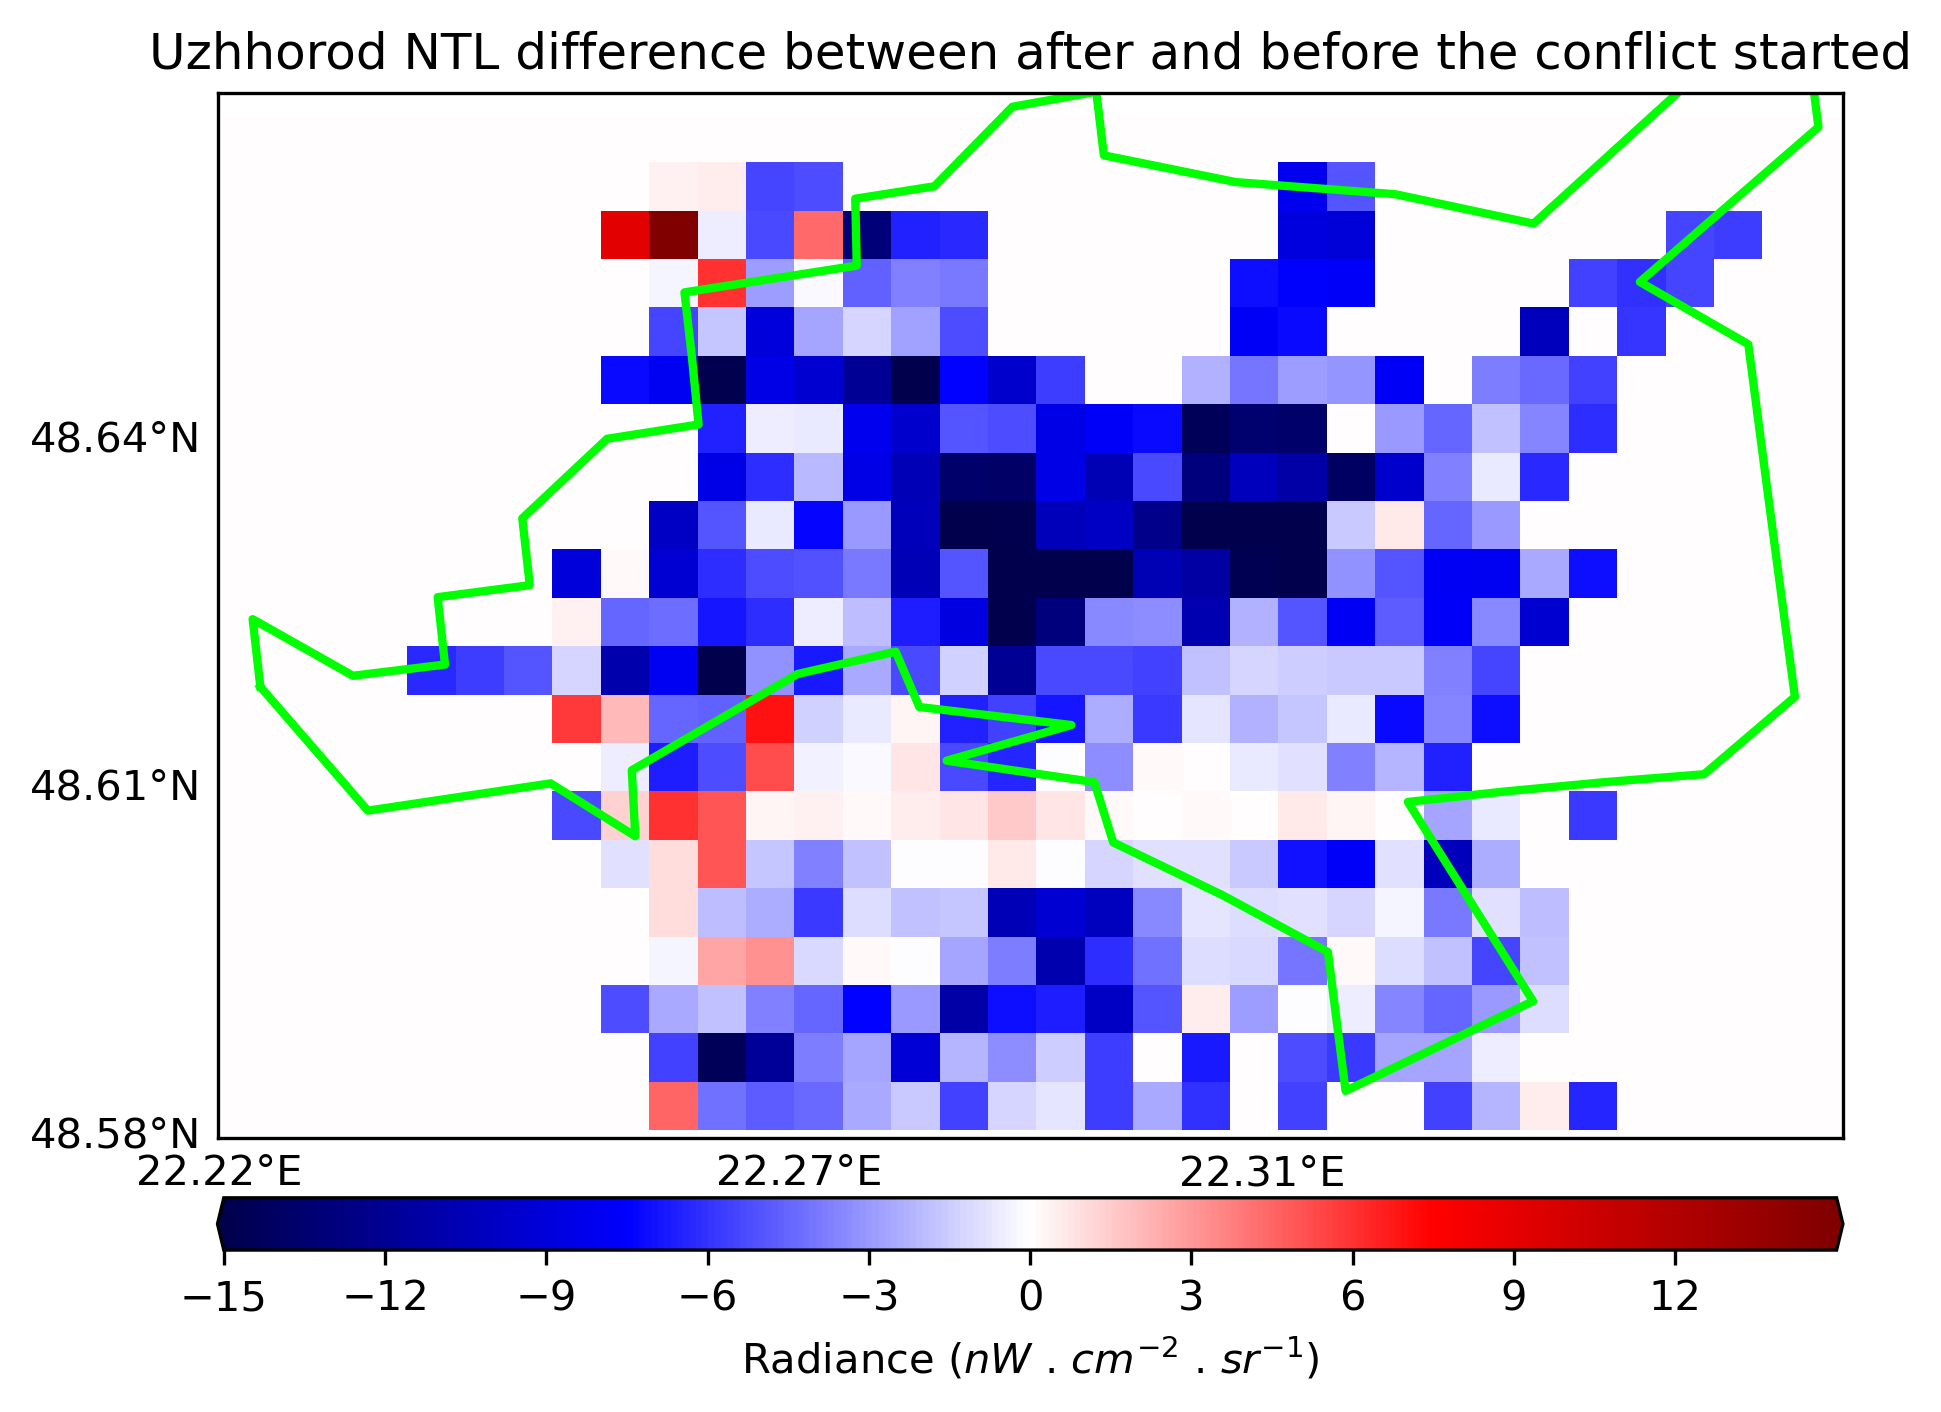 Uzhhorod NTL difference between after and before the conflict started
48.64°N
48.61°N
48.58°N
22.22°E 22.27°E 22.31°E
−15 −12 −9 −6 −3 0 3 6 9 12
Radiance (nW . cm⁻² . sr⁻¹)